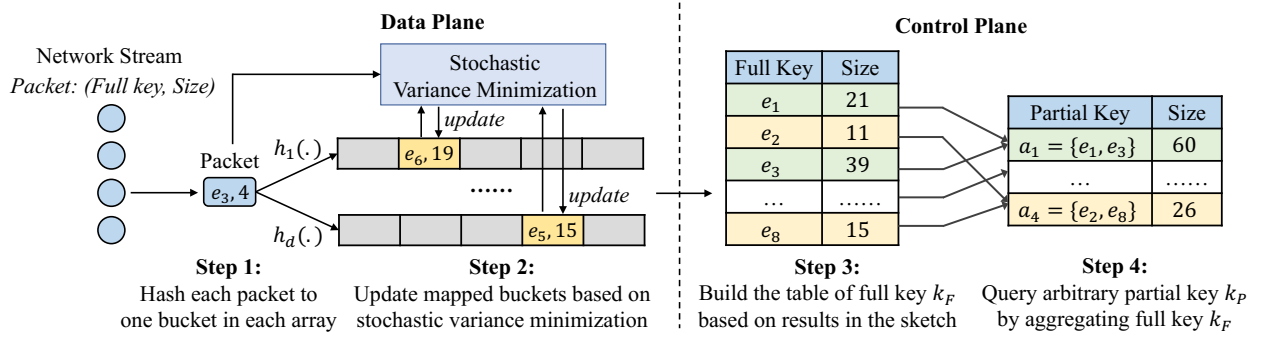 Data Plane
Control Plane
Network Stream
Packet: (Full key, Size)
Stochastic
Variance Minimization
update
Packet
e₃, 4
h₁(.)
e₆, 19
......
update
h_d(.)
e₅, 15
Step 1:
Hash each packet to
one bucket in each array
Step 2:
Update mapped buckets based on
stochastic variance minimization
Full Key Size
e₁ 21
e₂ 11
e₃ 39
... ......
e₈ 15
Partial Key Size
a₁ = {e₁, e₃} 60
... ......
a₄ = {e₂, e₈} 26
Step 3:
Build the table of full key k_F
based on results in the sketch
Step 4:
Query arbitrary partial key k_P
by aggregating full key k_F